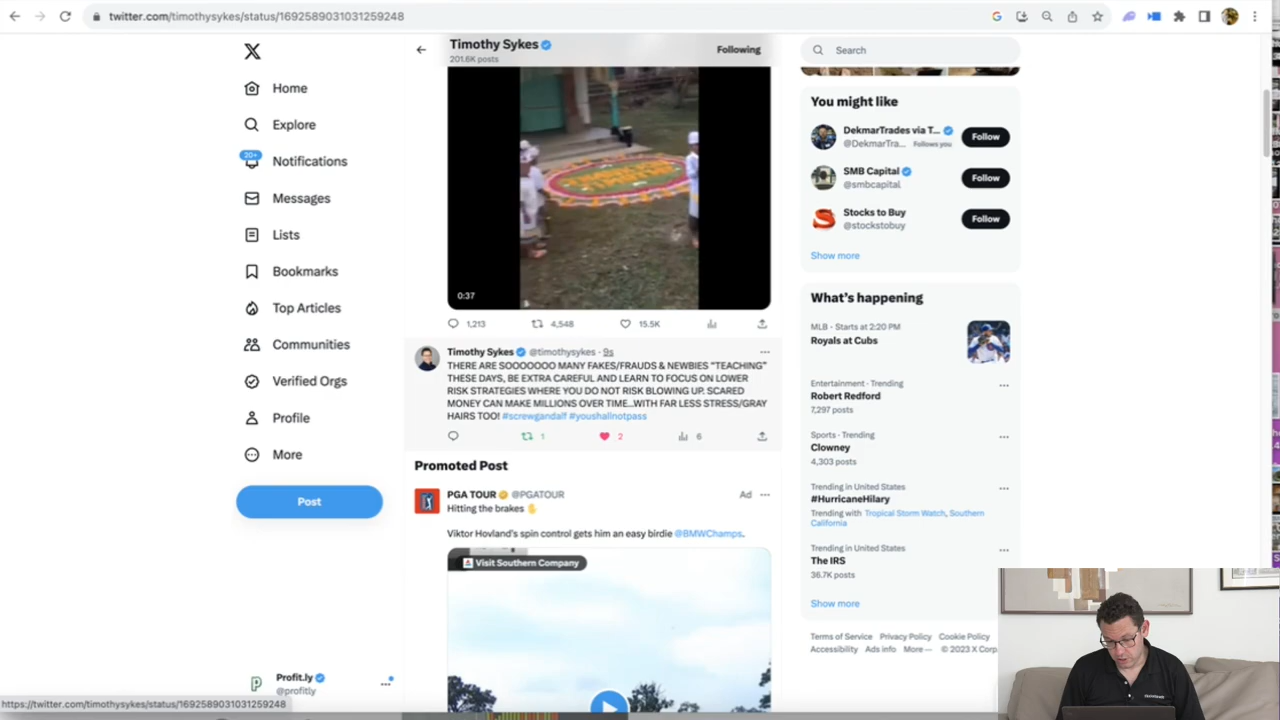 twitter.com/timothysykes/status/1692589031031259248
Timothy Sykes
201.6K posts
Following
Search
Home
Explore
20+
Notifications
Messages
Lists
Bookmarks
Top Articles
Communities
Verified Orgs
Profile
More
Post
Profit.ly
@profitly
https://twitter.com/timothysykes/status/1692589031031259248
0:37
1,213 4,548 15.5K
Timothy Sykes @timothysykes · 9s
THERE ARE SOOOOOOO MANY FAKES/FRAUDS & NEWBIES "TEACHING"
THESE DAYS, BE EXTRA CAREFUL AND LEARN TO FOCUS ON LOWER
RISK STRATEGIES WHERE YOU DO NOT RISK BLOWING UP. SCARED
MONEY CAN MAKE MILLIONS OVER TIME...WITH FAR LESS STRESS/GRAY
HAIRS TOO! #screwgandalf #youshallnotpass
1 2 6
Promoted Post
PGA TOUR @PGATOUR Ad
Hitting the brakes
Viktor Hovland's spin control gets him an easy birdie @BMWChamps.
Visit Southern Company
You might like
DekmarTrades via T...
@DekmarTra... Follows you
Follow
SMB Capital
@smbcapital
Follow
Stocks to Buy
@stockstobuy
Follow
Show more
What's happening
MLB · Starts at 2:20 PM
Royals at Cubs
Entertainment · Trending
Robert Redford
7,297 posts
Sports · Trending
Clowney
4,303 posts
Trending in United States
#HurricaneHilary
Trending with Tropical Storm Watch, Southern
California
Trending in United States
The IRS
36.7K posts
Show more
Terms of Service Privacy Policy Cookie Policy
Accessibility Ads info More ··· © 2023 X Corp.